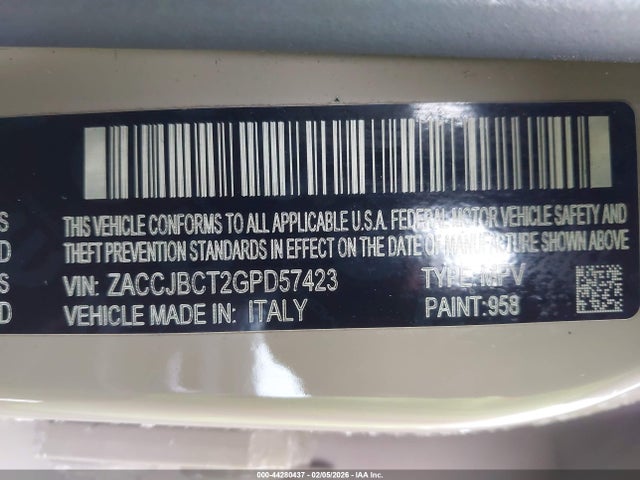 THIS VEHICLE CONFORMS TO ALL APPLICABLE U.S.A. FEDERAL MOTOR VEHICLE SAFETY AND
S
THEFT PREVENTION STANDARDS IN EFFECT ON THE DATE OF MANUFACTURE SHOWN ABOVE
D
S VIN: ZACCJBCT2GPD57423 TYPE: MPV
D VEHICLE MADE IN: ITALY PAINT:958
000-44280437 - 02/05/2026 - IAA Inc.